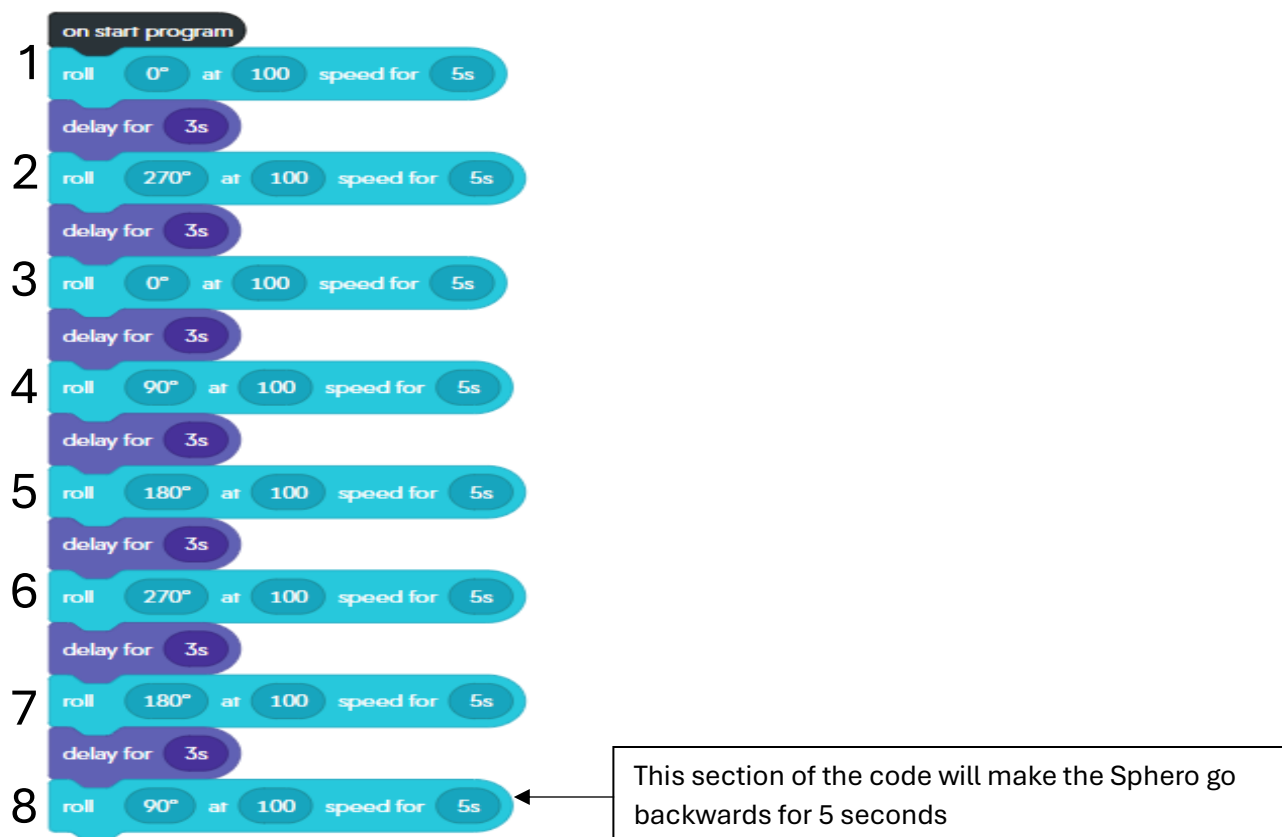 on start program
1 roll 0° at 100 speed for 5s
delay for 3s
2 roll 270° at 100 speed for 5s
delay for 3s
3 roll 0° at 100 speed for 5s
delay for 3s
4 roll 90° at 100 speed for 5s
delay for 3s
5 roll 180° at 100 speed for 5s
delay for 3s
6 roll 270° at 100 speed for 5s
delay for 3s
7 roll 180° at 100 speed for 5s
delay for 3s
8 roll 90° at 100 speed for 5s
This section of the code will make the Sphero go
backwards for 5 seconds